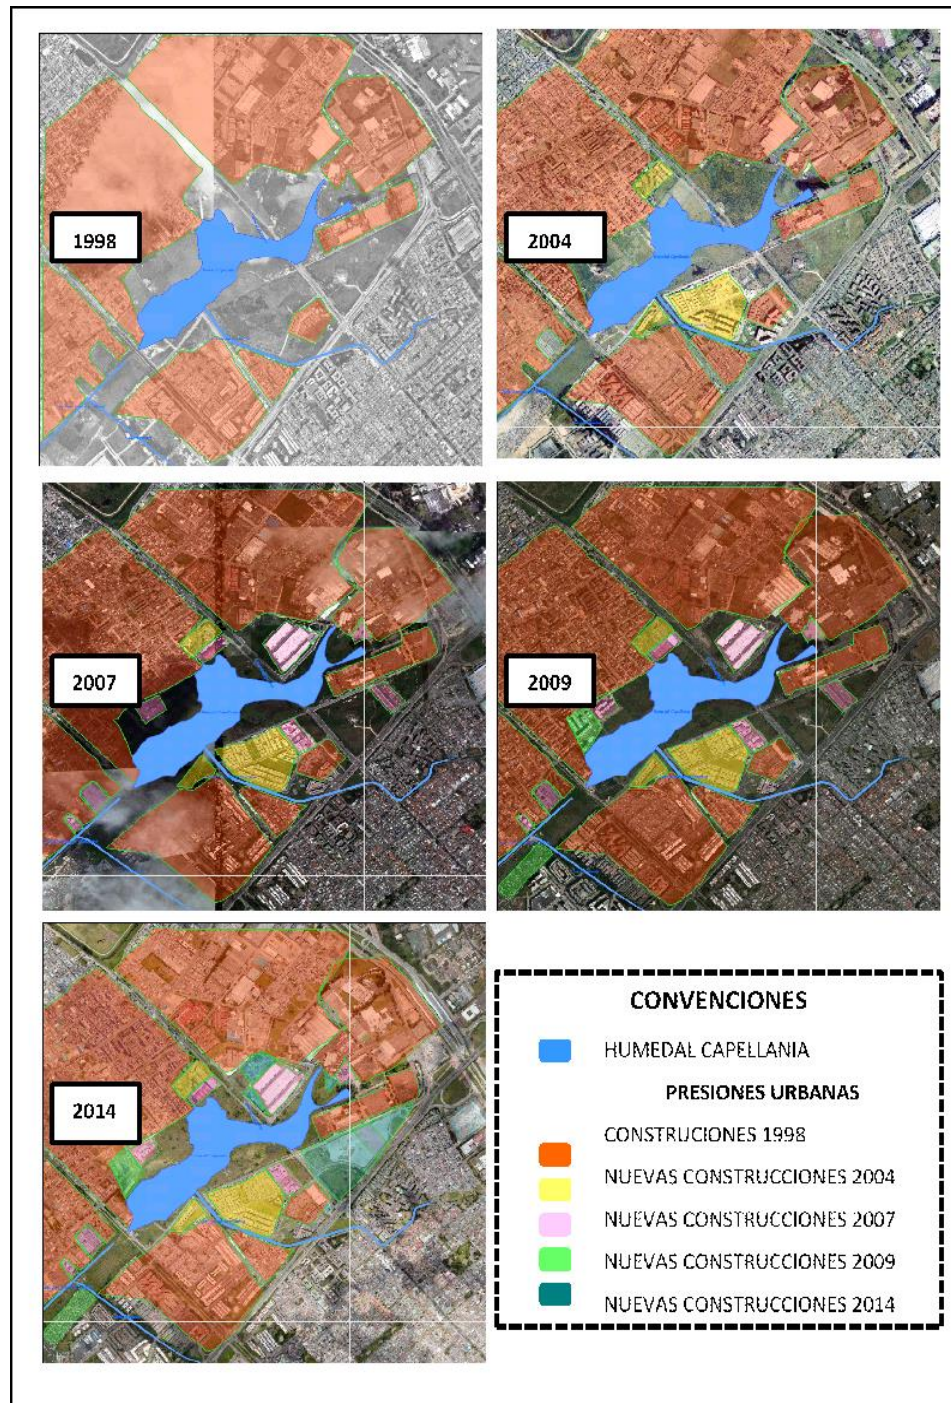 1998
2004
2007
2009
2014
CONVENCIONES
HUMEDAL CAPELLANIA
PRESIONES URBANAS
CONSTRUCIONES 1998
NUEVAS CONSTRUCCIONES 2004
NUEVAS CONSTRUCCIONES 2007
NUEVAS CONSTRUCCIONES 2009
NUEVAS CONSTRUCCIONES 2014